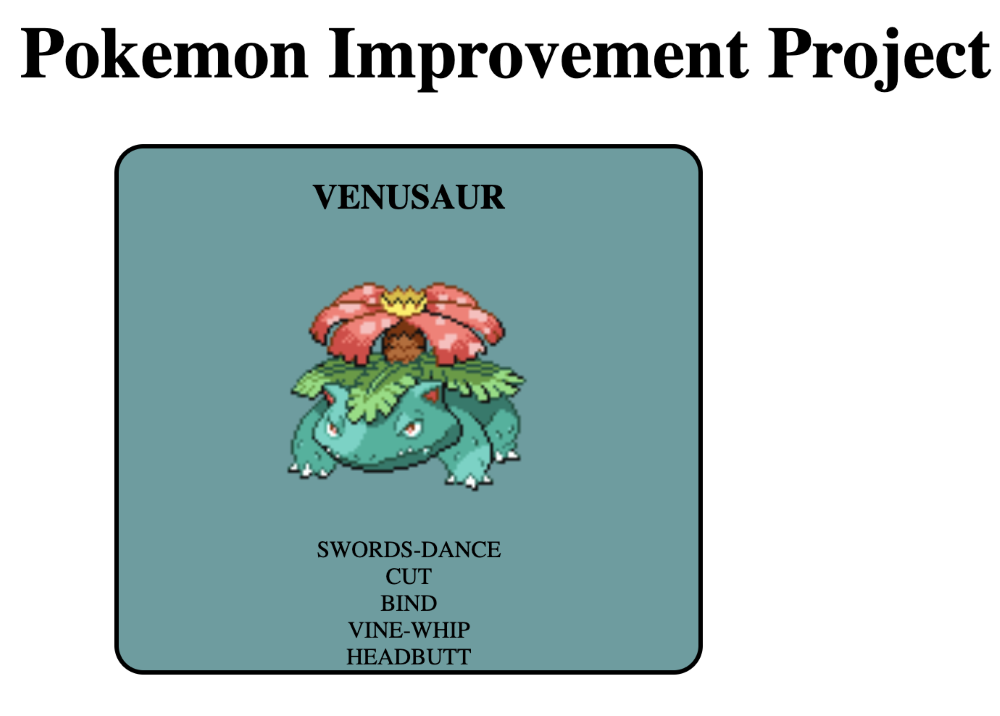 Pokemon Improvement Project
VENUSAUR
SWORDS-DANCE
CUT
BIND
VINE-WHIP
HEADBUTT